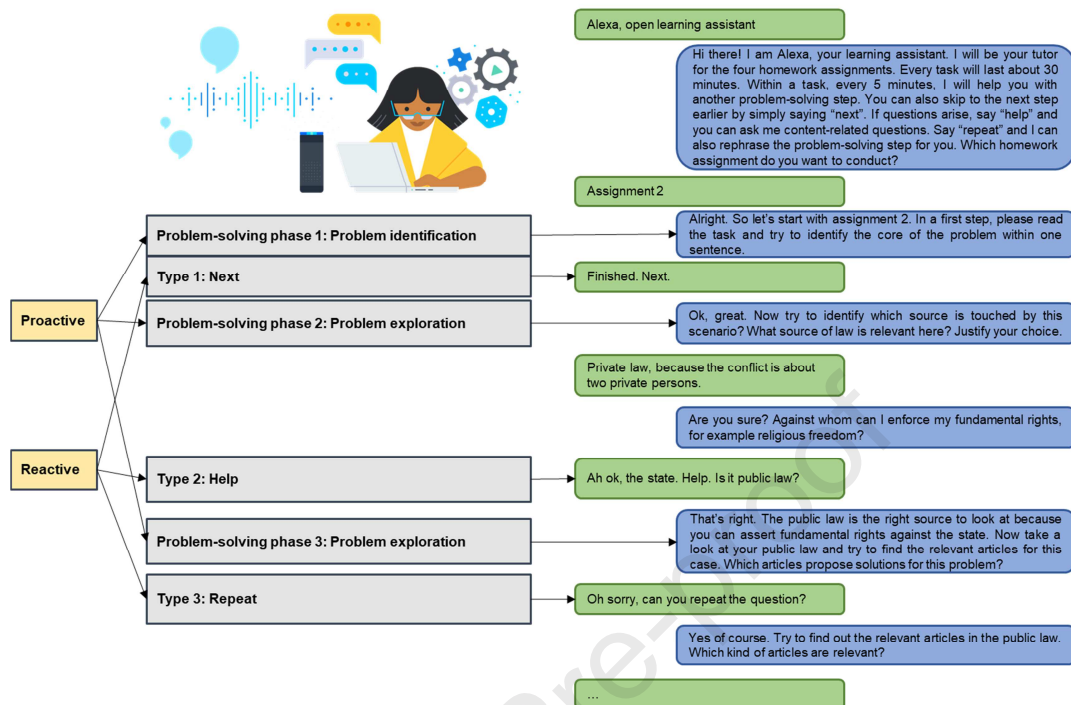 Alexa, open learning assistant
Hi there! I am Alexa, your learning assistant. I will be your tutor
for the four homework assignments. Every task will last about 30
minutes. Within a task, every 5 minutes, I will help you with
another problem-solving step. You can also skip to the next step
earlier by simply saying “next”. If questions arise, say “help” and
you can ask me content-related questions. Say “repeat” and I can
also rephrase the problem-solving step for you. Which homework
assignment do you want to conduct?
Assignment 2
Problem-solving phase 1: Problem identification
Alright. So let’s start with assignment 2. In a first step, please read
the task and try to identify the core of the problem within one
sentence.
Type 1: Next
Finished. Next.
Proactive
Problem-solving phase 2: Problem exploration
Ok, great. Now try to identify which source is touched by this
scenario? What source of law is relevant here? Justify your choice.
Private law, because the conflict is about
two private persons.
Are you sure? Against whom can I enforce my fundamental rights,
for example religious freedom?
Reactive
Type 2: Help
Ah ok, the state. Help. Is it public law?
Problem-solving phase 3: Problem exploration
That’s right. The public law is the right source to look at because
you can assert fundamental rights against the state. Now take a
look at your public law and try to find the relevant articles for this
case. Which articles propose solutions for this problem?
Type 3: Repeat
Oh sorry, can you repeat the question?
Yes of course. Try to find out the relevant articles in the public law.
Which kind of articles are relevant?
...
Pre-proof